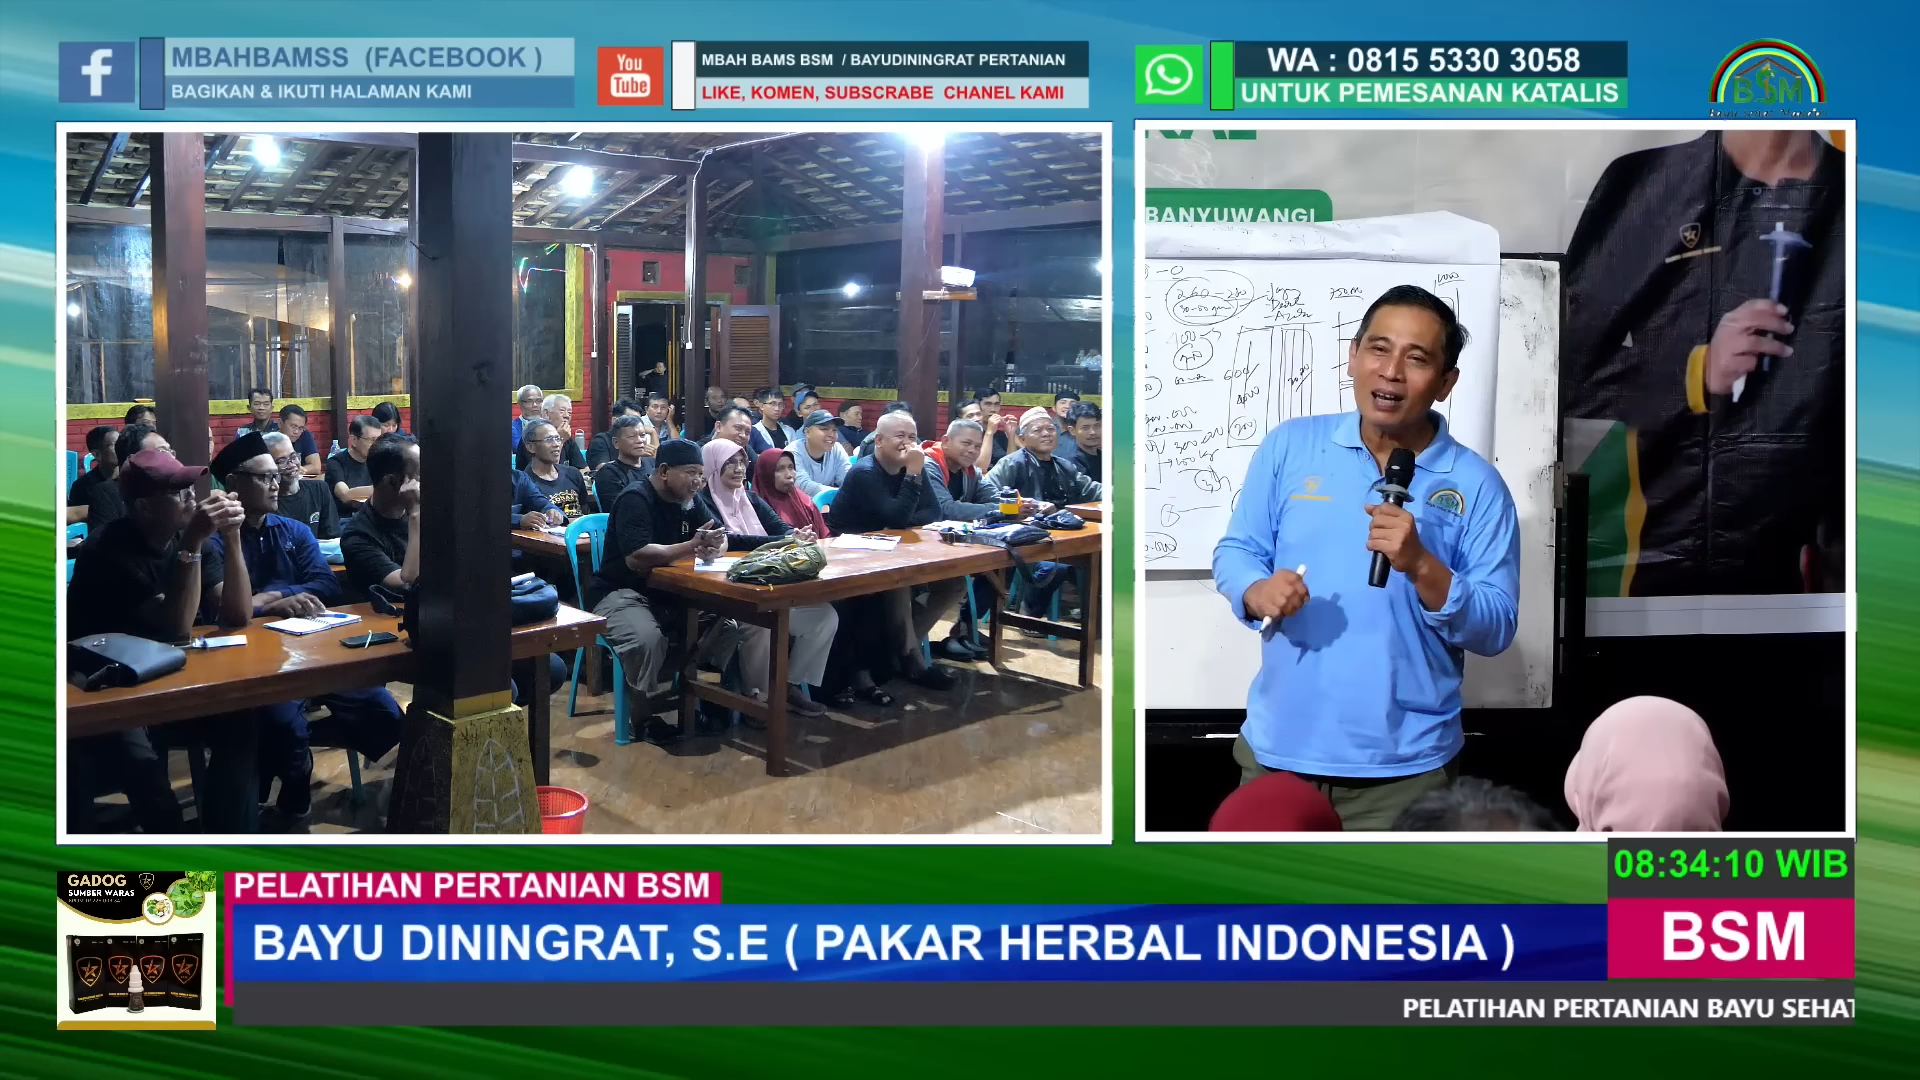 MBAHBAMSS (FACEBOOK )
BAGIKAN & IKUTI HALAMAN KAMI
You
Tube
MBAH BAMS BSM / BAYUDININGRAT PERTANIAN
LIKE, KOMEN, SUBSCRABE CHANEL KAMI
WA : 0815 5330 3058
UNTUK PEMESANAN KATALIS
BSM
BANYUWANGI
1000
GADOG
SUMBER WARAS
PELATIHAN PERTANIAN BSM
BAYU DININGRAT, S.E ( PAKAR HERBAL INDONESIA )
08:34:10 WIB
BSM
PELATIHAN PERTANIAN BAYU SEHAT